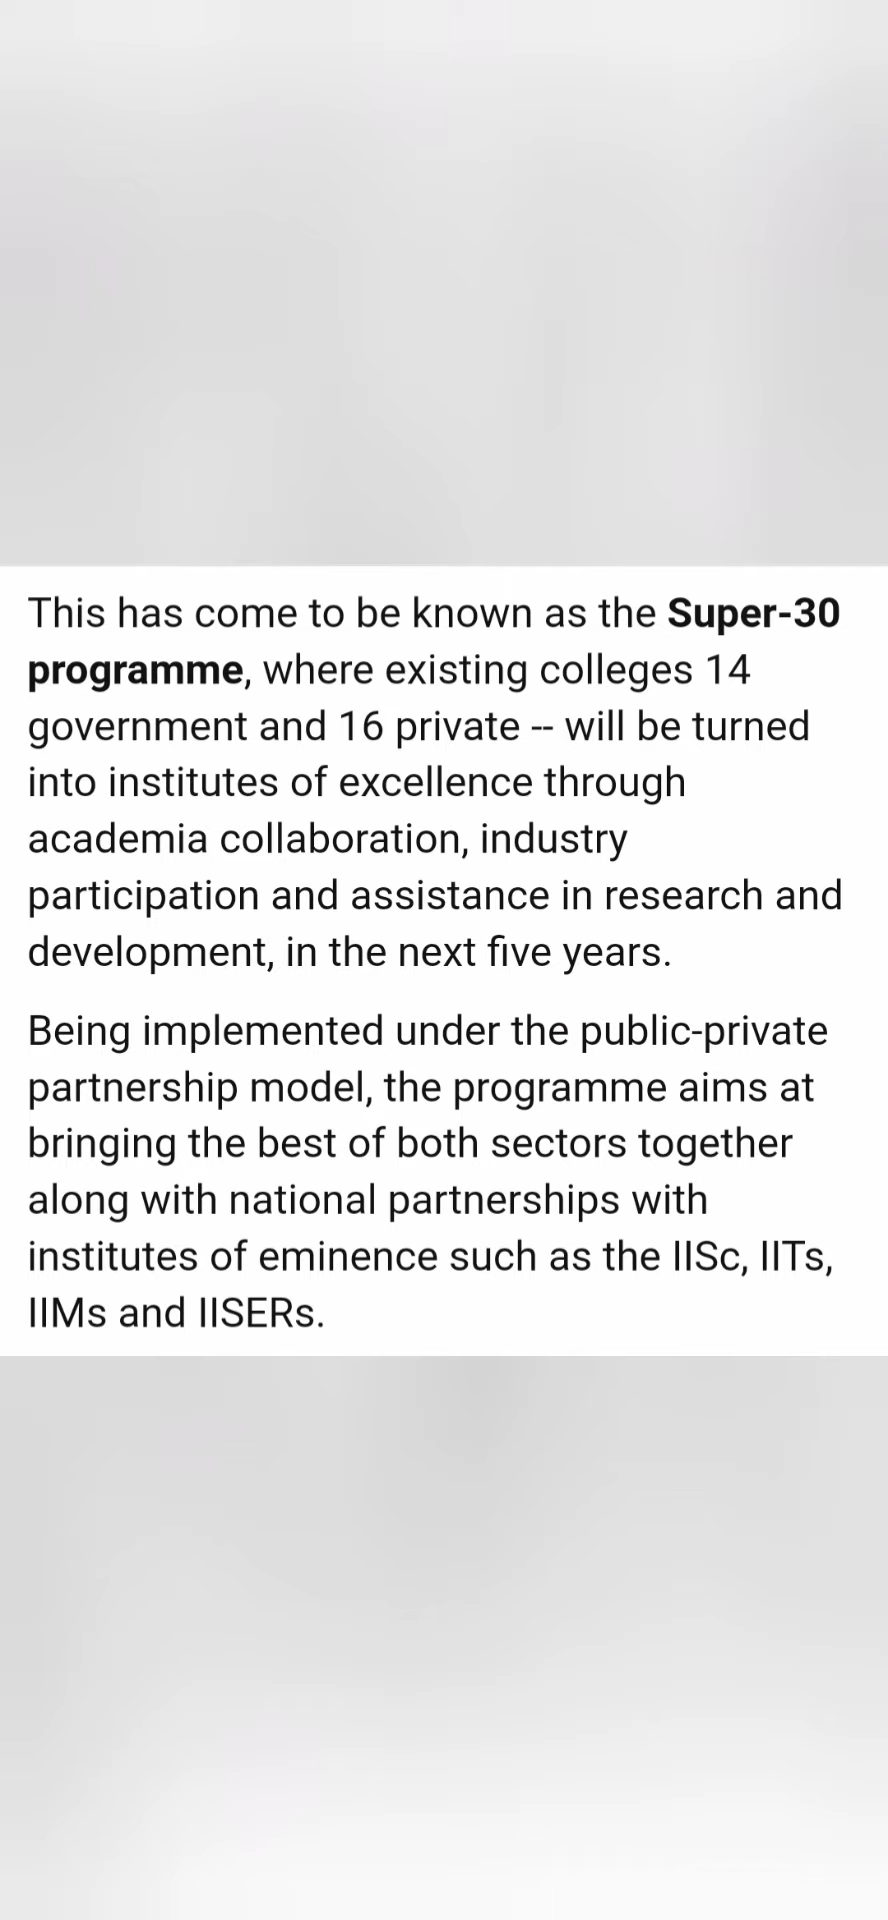 This has come to be known as the Super-30
programme, where existing colleges 14
government and 16 private -- will be turned
into institutes of excellence through
academia collaboration, industry
participation and assistance in research and
development, in the next five years.
Being implemented under the public-private
partnership model, the programme aims at
bringing the best of both sectors together
along with national partnerships with
institutes of eminence such as the IISc, IITs,
IIMs and IISERs.